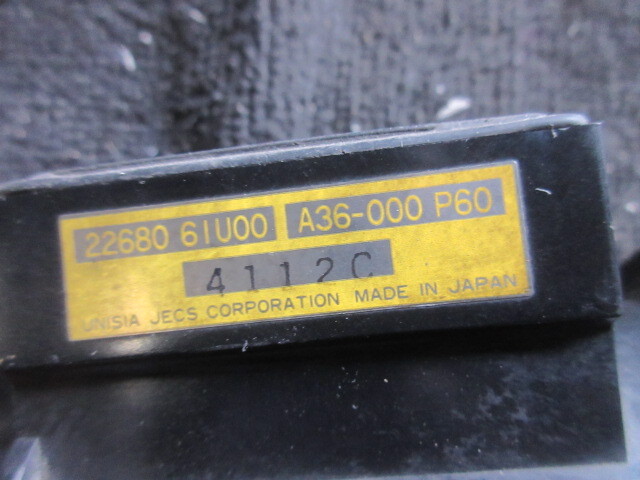 22680 61U00 A36-000 P60
4112C
UNISIA JECS CORPORATION MADE IN JAPAN